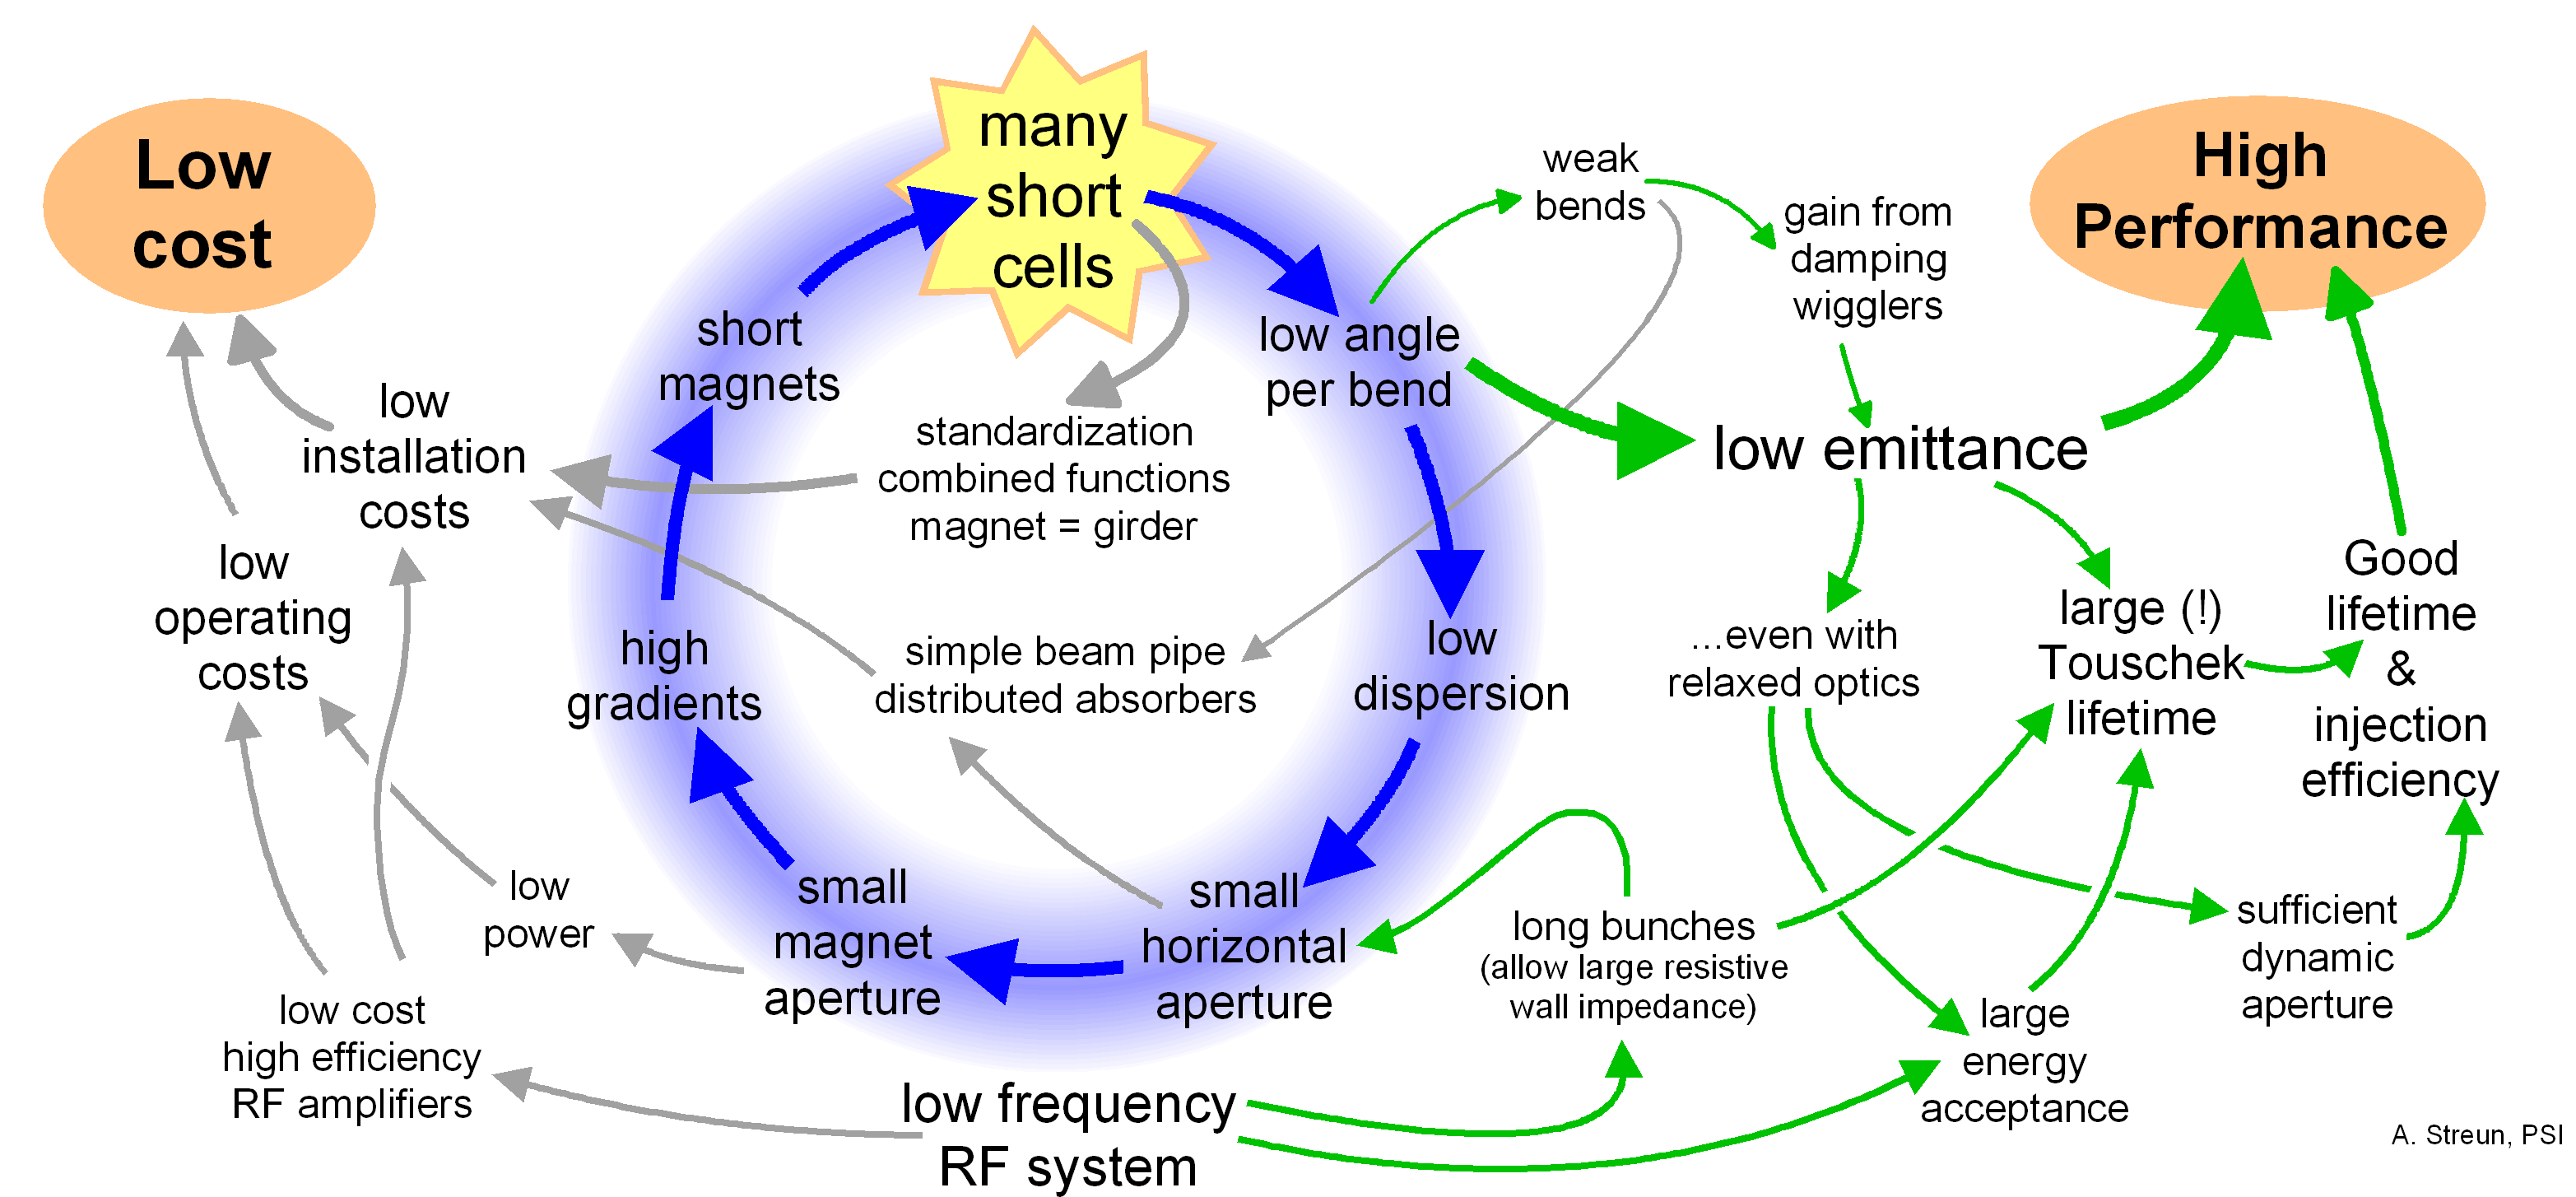 Low
cost
many
short
cells
weak
bends
gain from
damping
wigglers
High
Performance
short
magnets
low angle
per bend
low
installation
costs
standardization
combined functions
magnet = girder
low emittance
low
operating
costs
high
gradients
simple beam pipe
distributed absorbers
low
dispersion
...even with
relaxed optics
large (!)
Touschek
lifetime
Good
lifetime
&
injection
efficiency
low
power
small
magnet
aperture
small
horizontal
aperture
long bunches
(allow large resistive
wall impedance)
sufficient
dynamic
aperture
low cost
high efficiency
RF amplifiers
low frequency
RF system
large
energy
acceptance
A. Streun, PSI